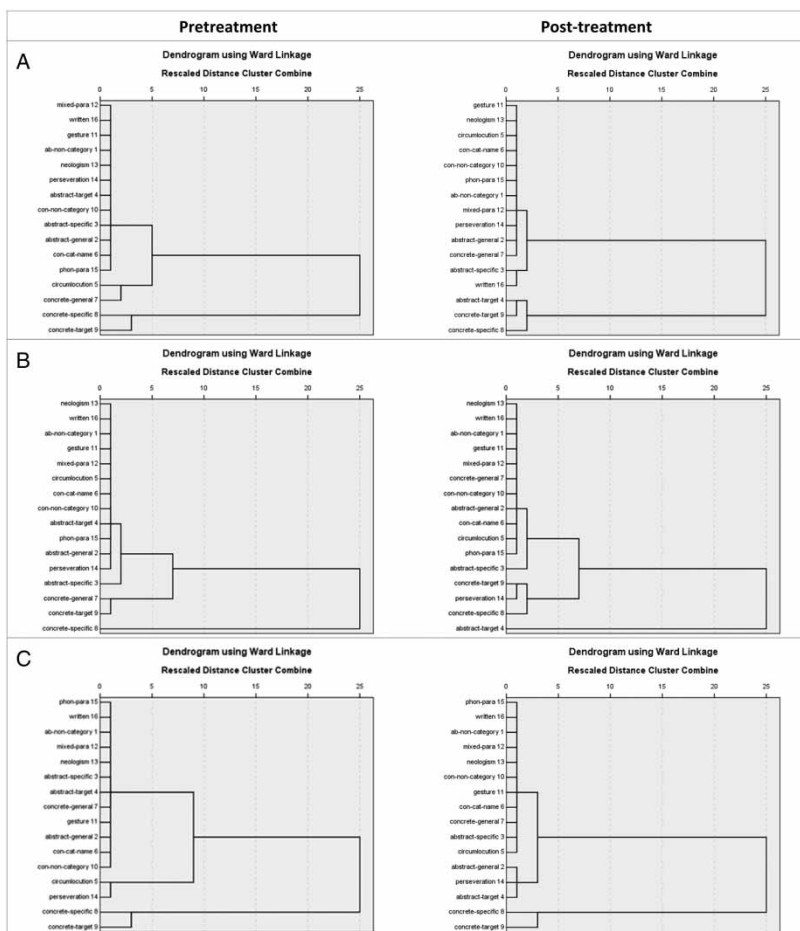 Pretreatment
Post-treatment
A
Dendrogram using Ward Linkage
Rescaled Distance Cluster Combine
0 5 10 15 20 25
mixed-para 12
written 16
gesture 11
ab-non-category 1
neologism 13
perseveration 14
abstract-target 4
con-non-category 10
abstract-specific 3
abstract-general 2
con-cat-name 6
phon-para 15
circumlocution 5
concrete-general 7
concrete-specific 8
concrete-target 9
Dendrogram using Ward Linkage
Rescaled Distance Cluster Combine
0 5 10 15 20 25
gesture 11
neologism 13
circumlocution 5
con-cat-name 6
con-non-category 10
phon-para 15
ab-non-category 1
mixed-para 12
perseveration 14
abstract-general 2
concrete-general 7
abstract-specific 3
written 16
abstract-target 4
concrete-target 9
concrete-specific 8
B
Dendrogram using Ward Linkage
Rescaled Distance Cluster Combine
0 5 10 15 20 25
neologism 13
written 16
ab-non-category 1
gesture 11
mixed-para 12
circumlocution 5
con-cat-name 6
con-non-category 10
abstract-target 4
phon-para 15
abstract-general 2
perseveration 14
abstract-specific 3
concrete-general 7
concrete-target 9
concrete-specific 8
Dendrogram using Ward Linkage
Rescaled Distance Cluster Combine
0 5 10 15 20 25
neologism 13
written 16
ab-non-category 1
gesture 11
mixed-para 12
concrete-general 7
con-non-category 10
abstract-general 2
con-cat-name 6
circumlocution 5
phon-para 15
abstract-specific 3
concrete-target 9
perseveration 14
concrete-specific 8
abstract-target 4
C
Dendrogram using Ward Linkage
Rescaled Distance Cluster Combine
0 5 10 15 20 25
phon-para 15
written 16
ab-non-category 1
mixed-para 12
neologism 13
abstract-specific 3
abstract-target 4
concrete-general 7
gesture 11
abstract-general 2
con-cat-name 6
con-non-category 10
circumlocution 5
perseveration 14
concrete-specific 8
concrete-target 9
Dendrogram using Ward Linkage
Rescaled Distance Cluster Combine
0 5 10 15 20 25
phon-para 15
written 16
ab-non-category 1
mixed-para 12
neologism 13
con-non-category 10
gesture 11
con-cat-name 6
concrete-general 7
abstract-specific 3
circumlocution 5
abstract-general 2
perseveration 14
abstract-target 4
concrete-specific 8
concrete-target 9